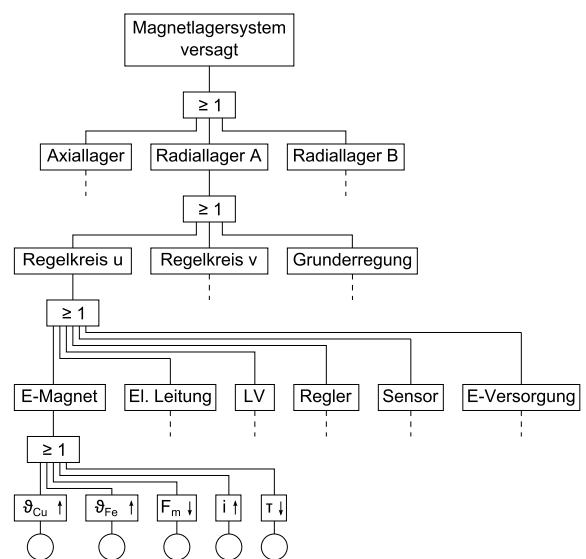 Magnetlagersystem
versagt
≥ 1
Axiallager Radiallager A Radiallager B
≥ 1
Regelkreis u Regelkreis v Grunderregung
≥ 1
E-Magnet El. Leitung LV Regler Sensor E-Versorgung
≥ 1
ϑCu ↑ ϑFe ↑ Fm ↓ i ↑ τ ↓